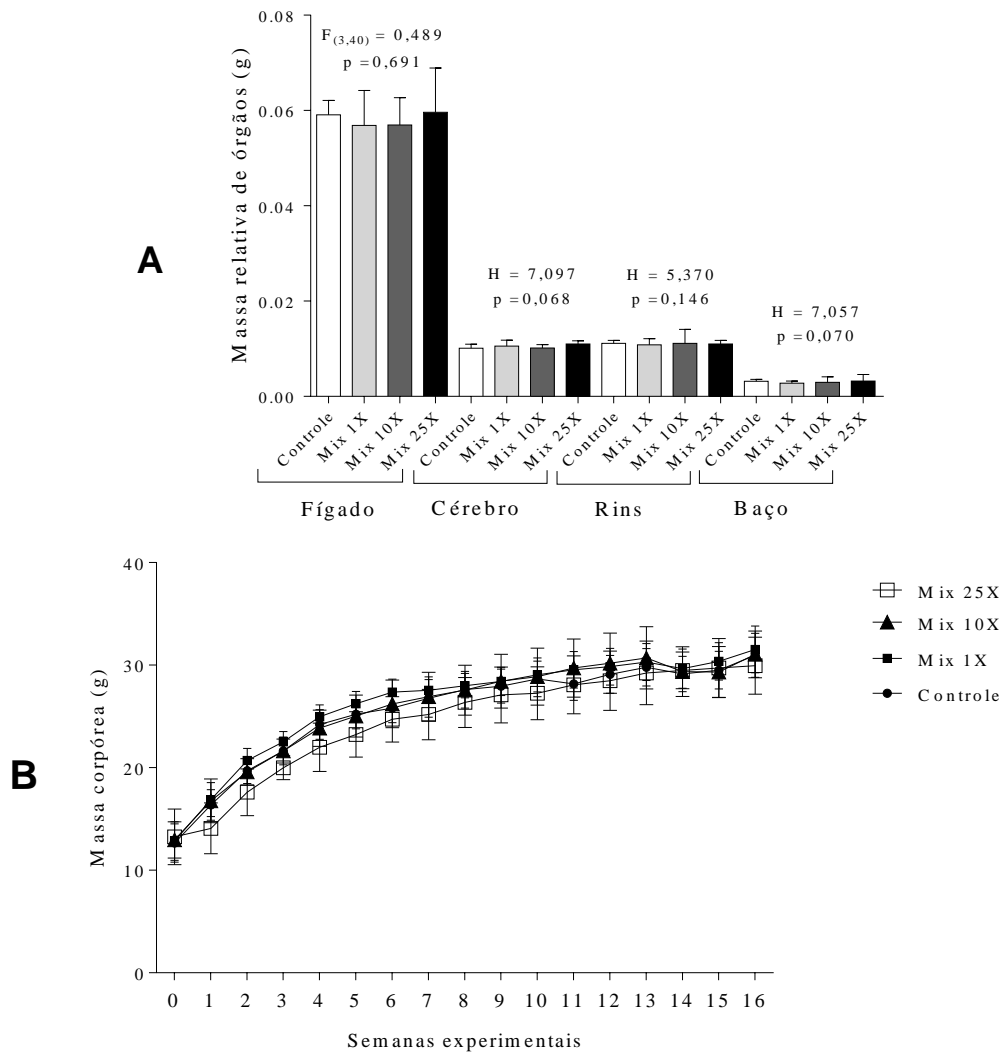 A
Massa relativa de órgãos (g)
0.08
0.06
0.04
0.02
0.00
F(3,40) = 0,489
p = 0,691
H = 7,097
p = 0,068
H = 5,370
p = 0,146
H = 7,057
p = 0,070
Controle
Mix 1X
Mix 10X
Mix 25X
Controle
Mix 1X
Mix 10X
Mix 25X
Controle
Mix 1X
Mix 10X
Mix 25X
Controle
Mix 1X
Mix 10X
Mix 25X
Fígado Cérebro Rins Baço
B
Massa corpórea (g)
40
30
20
10
0
0 1 2 3 4 5 6 7 8 9 10 11 12 13 14 15 16
Semanas experimentais
Mix 25X
Mix 10X
Mix 1X
Controle